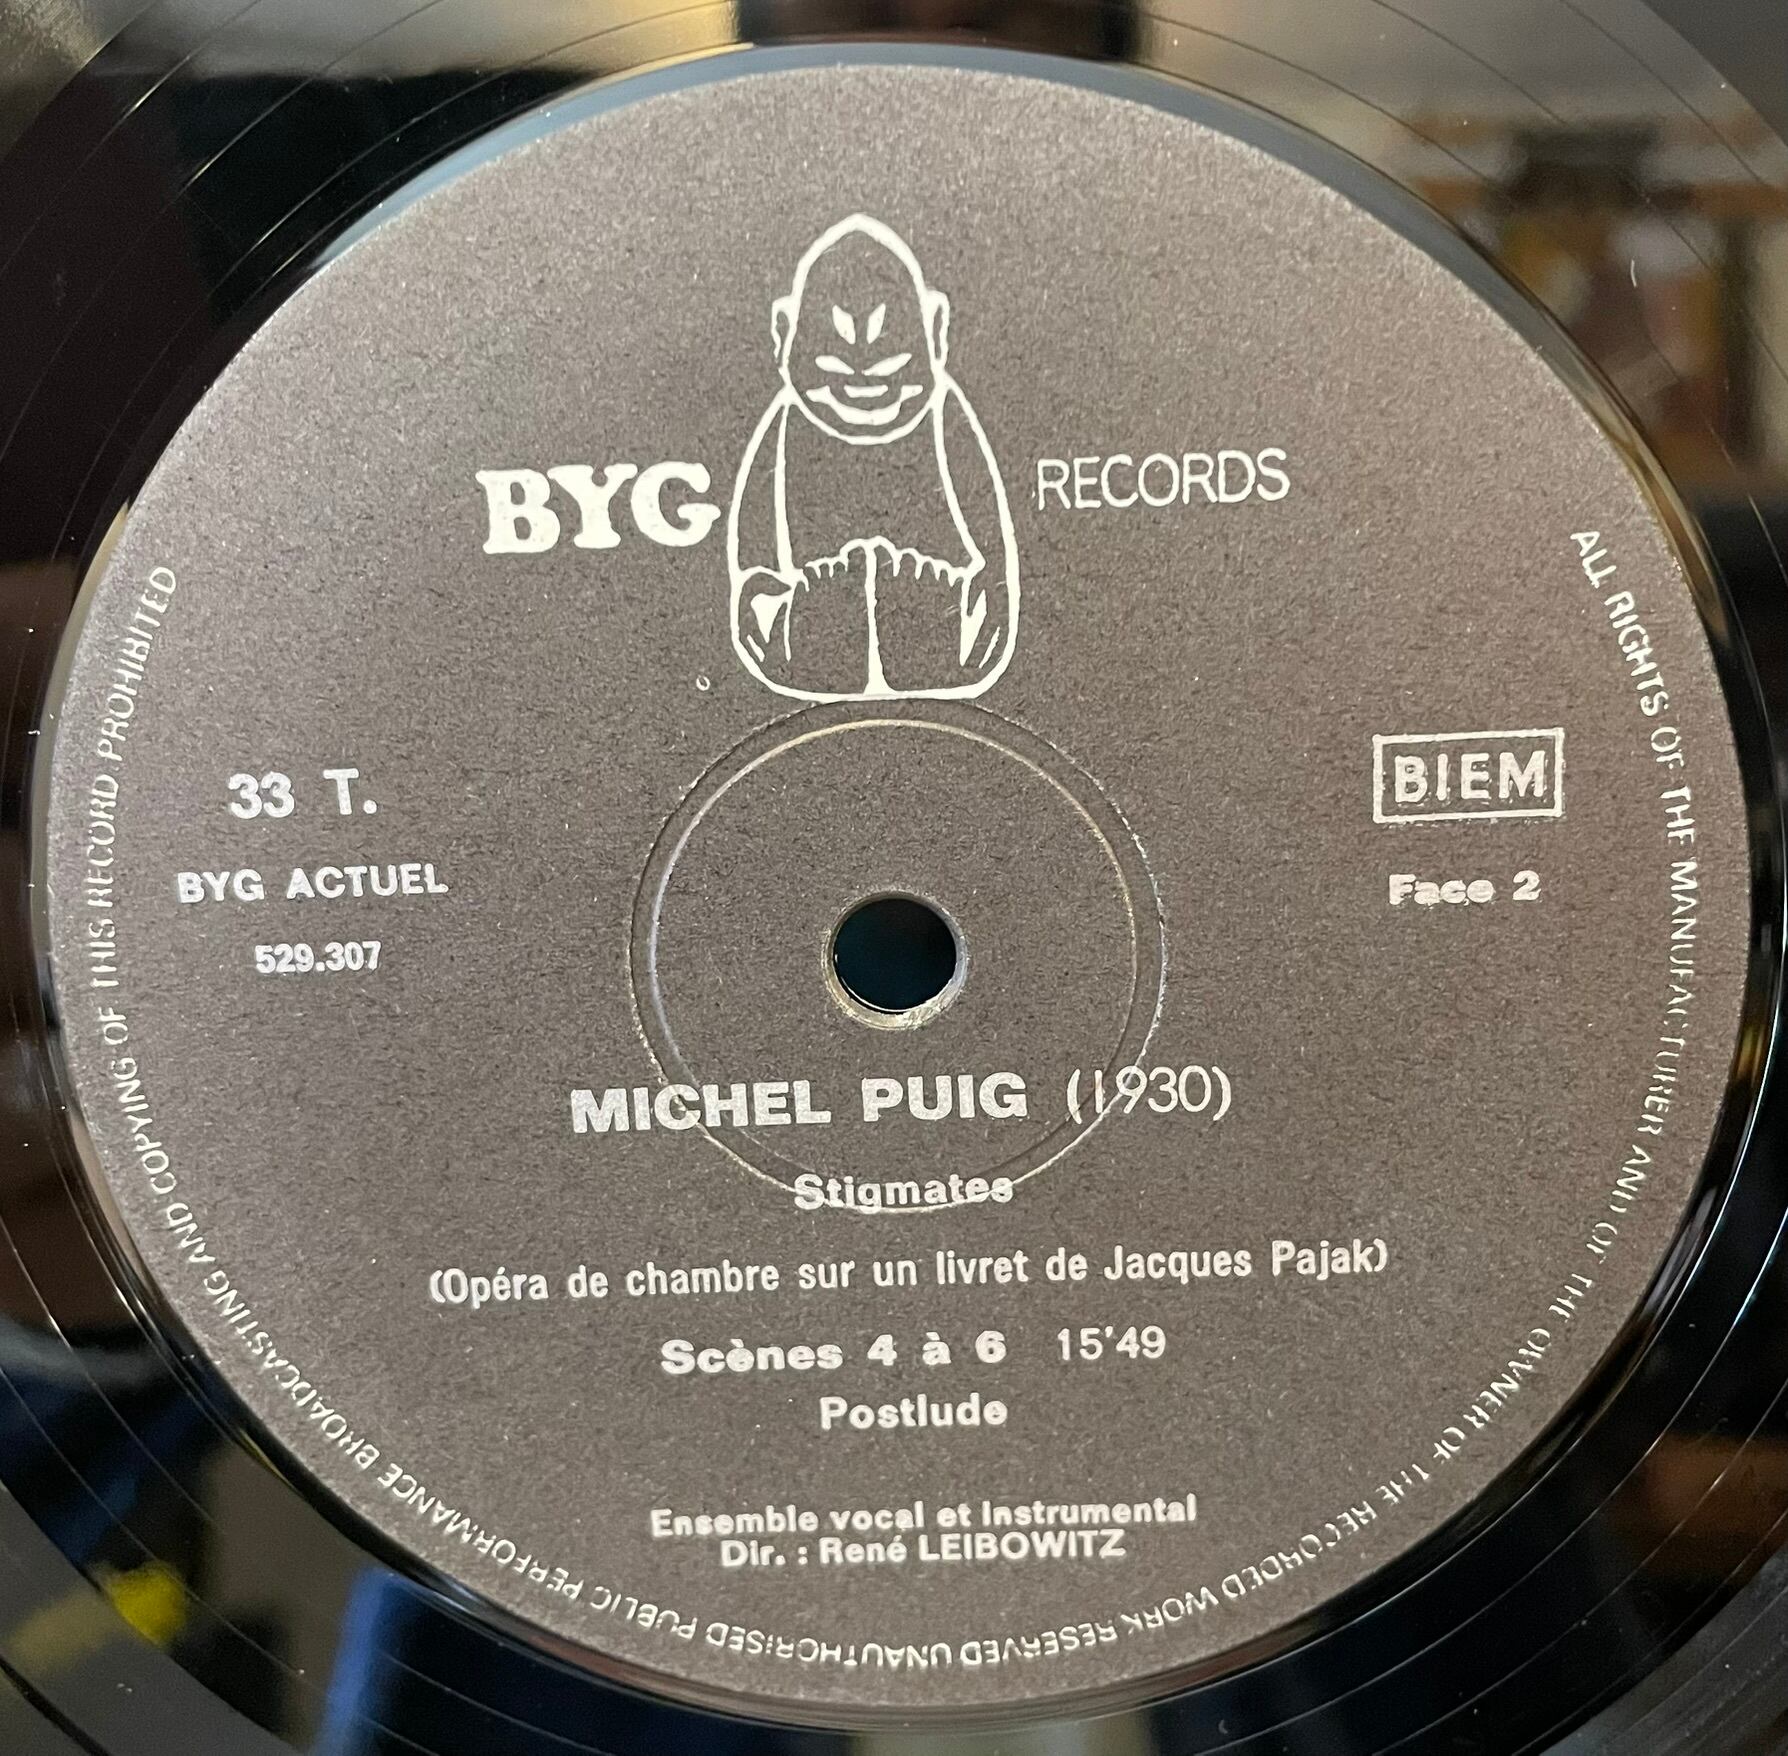 BYG RECORDS
33 T.
BIEM
BYG ACTUEL
Face 2
529.307
MICHEL PUIG (1930)
Stigmates
(Opéra de chambre sur un livret de Jacques Pajak)
Scènes 4 à 6 15'49
Postlude
Ensemble vocal et instrumental
Dir. : René LEIBOWITZ
ALL RIGHTS OF THE MANUFACTURER AND OF THE OWNER OF THE RECORDED WORK RESERVED UNAUTHORISED PUBLIC PERFORMANCE BROADCASTING AND COPYING OF THIS RECORD PROHIBITED